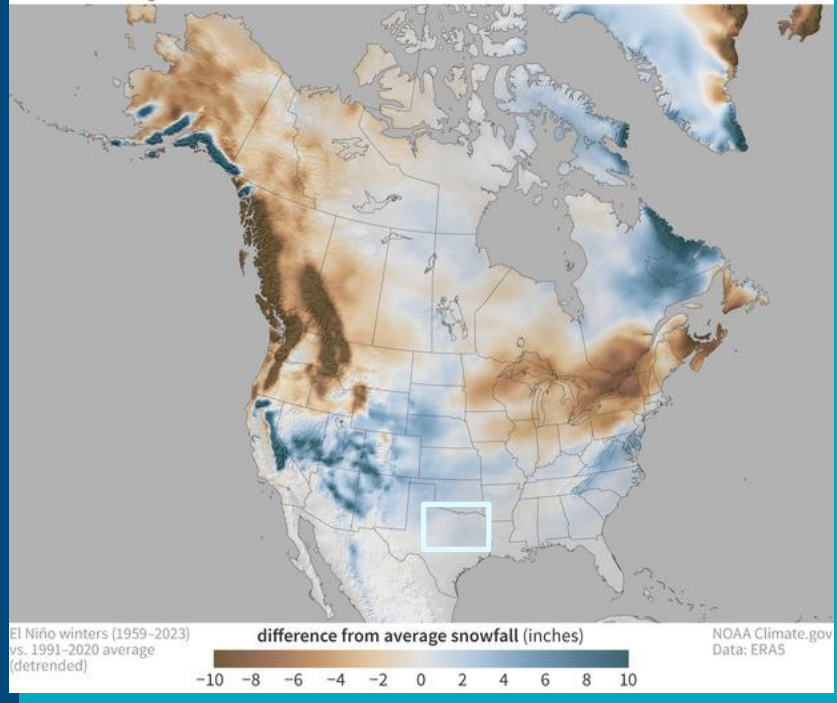 El Niño winters (1959–2023)
vs. 1991–2020 average
(detrended)
difference from average snowfall (inches)
−10 −8 −6 −4 −2 0 2 4 6 8 10
NOAA Climate.gov
Data: ERA5